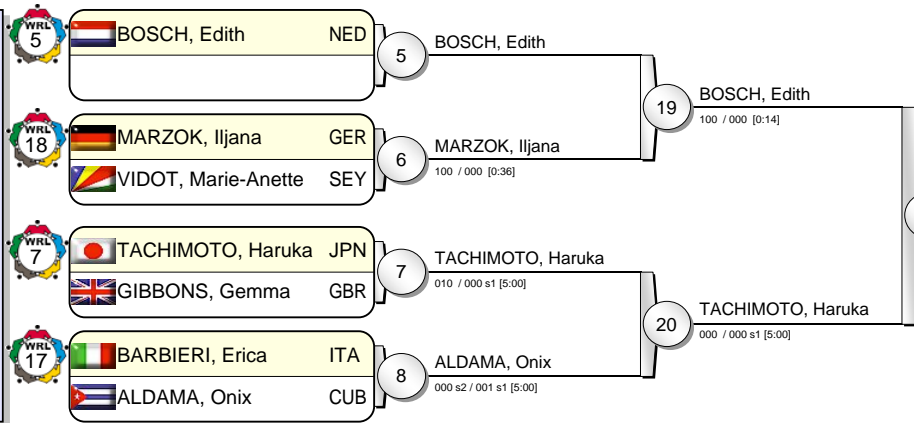 WRL
5
BOSCH, Edith NED
5
BOSCH, Edith
WRL
18
MARZOK, Iljana GER
VIDOT, Marie-Anette SEY
6
MARZOK, Iljana
100 / 000 [0:36]
19
BOSCH, Edith
100 / 000 [0:14]
WRL
7
TACHIMOTO, Haruka JPN
GIBBONS, Gemma GBR
7
TACHIMOTO, Haruka
010 / 000 s1 [5:00]
WRL
17
BARBIERI, Erica ITA
ALDAMA, Onix CUB
8
ALDAMA, Onix
000 s2 / 001 s1 [5:00]
20
TACHIMOTO, Haruka
000 / 000 s1 [5:00]